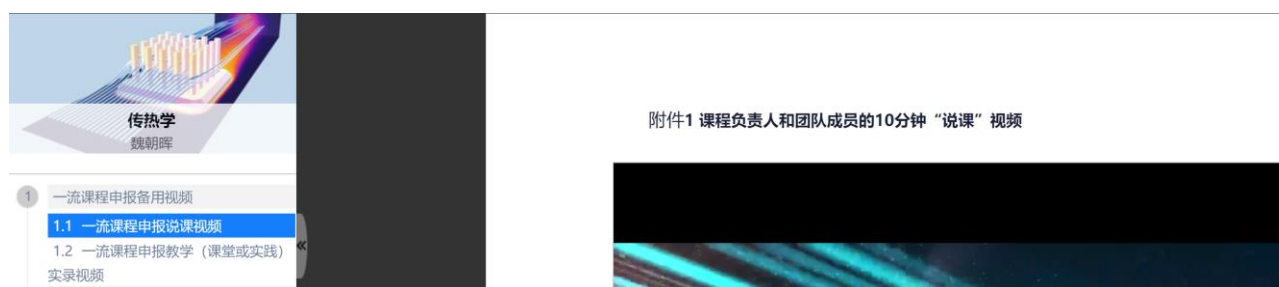 传热学
魏朝晖
1 一流课程申报备用视频
1.1 一流课程申报说课视频
1.2 一流课程申报教学（课堂或实践）
实录视频
«
附件1 课程负责人和团队成员的10分钟“说课”视频